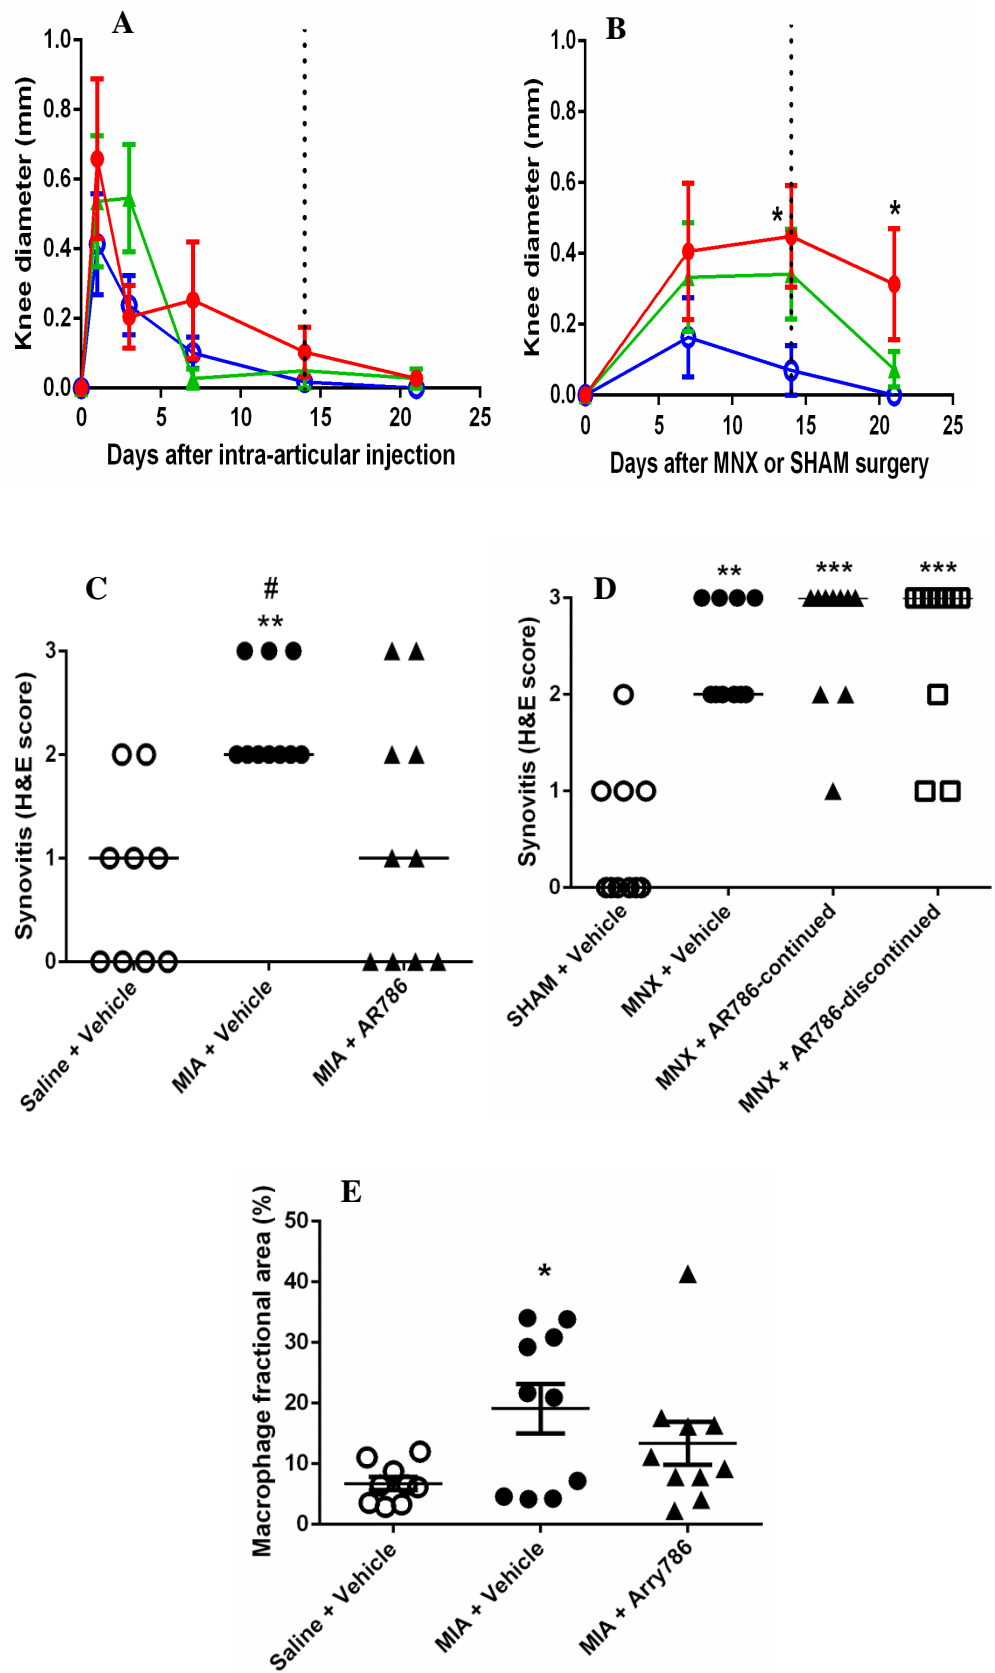 A
Knee diameter (mm)
1.0
0.8
0.6
0.4
0.2
0.0
0 5 10 15 20 25
Days after intra-articular injection
B
Knee diameter (mm)
1.0
0.8
0.6
0.4
0.2
0.0
* *
0 5 10 15 20 25
Days after MNX or SHAM surgery
C
#
**
Synovitis (H&E score)
3
2
1
0
Saline + Vehicle
MIA + Vehicle
MIA + AR786
D
** *** ***
Synovitis (H&E score)
3
2
1
0
SHAM + Vehicle
MNX + Vehicle
MNX + AR786-continued
MNX + AR786-discontinued
E
Macrophage fractional area (%)
50
40
30
20
10
0
*
Saline + Vehicle
MIA + Vehicle
MIA + Arry786